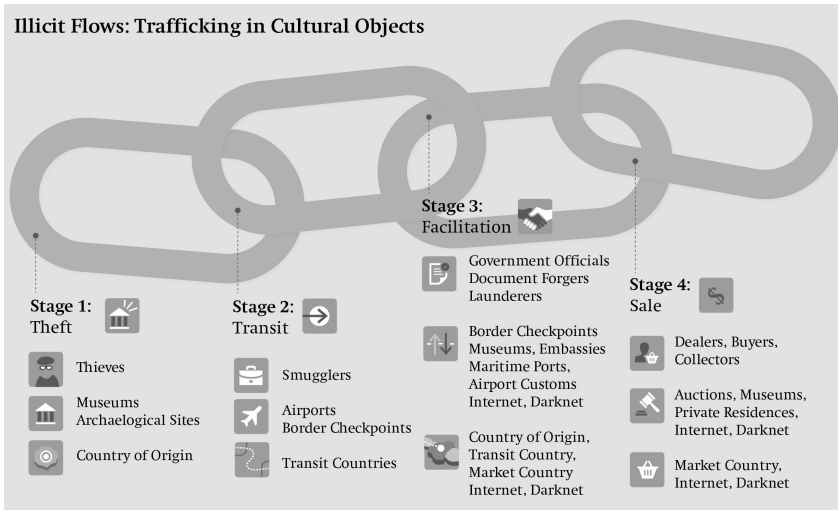 Illicit Flows: Trafficking in Cultural Objects
Stage 1:
Theft
Thieves
Museums
Archaelogical Sites
Country of Origin
Stage 2:
Transit
Smugglers
Airports
Border Checkpoints
Transit Countries
Stage 3:
Facilitation
Government Officials
Document Forgers
Launderers
Border Checkpoints
Museums, Embassies
Maritime Ports,
Airport Customs
Internet, Darknet
Country of Origin,
Transit Country,
Market Country
Internet, Darknet
Stage 4:
Sale
Dealers, Buyers,
Collectors
Auctions, Museums,
Private Residences,
Internet, Darknet
Market Country,
Internet, Darknet